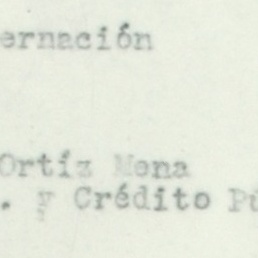 ernación
Ortíz Mena
. y Crédito Pú